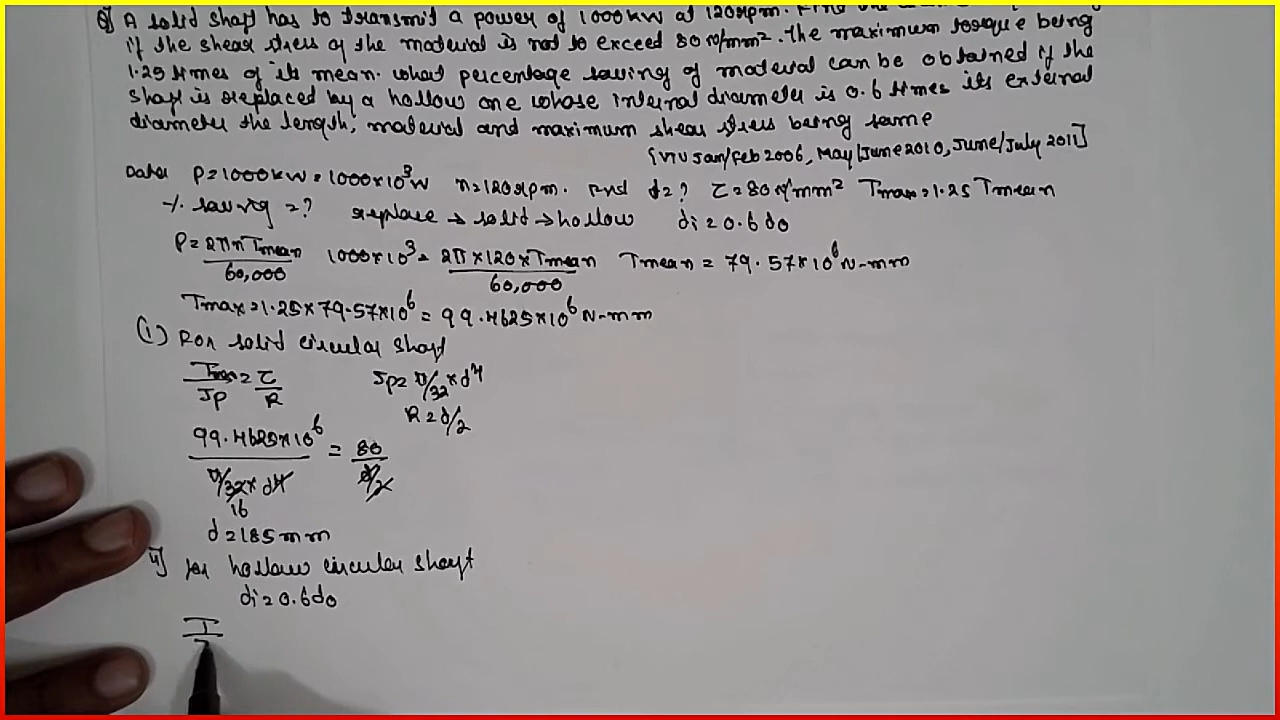 Q] A solid shaft has to transmit a power of 1000kW at 120rpm. Find the
if the shear stress of the material is not to exceed 80 N/mm². The maximum torque being
1.25 times of its mean. what percentage saving of material can be obtained if the
shaft is replaced by a hollow one whose internal diameter is 0.6 times its external
diameter the length, material and maximum shear stress being same
[VTU Jan/Feb 2006, May/June 2010, June/July 2011]
Data P=1000kW=1000×10³W n=120rpm. Find d=? τ=80N/mm² Tmax=1.25Tmean
% saving=? replace → solid → hollow di=0.6do
P=2πnTmean/60,000 1000×10³=2π×120×Tmean/60,000 Tmean=79.57×10⁶N-mm
Tmax=1.25×79.57×10⁶=99.4625×10⁶N-mm
(i) For solid circular shaft
Tmax/Jp=τ/R Jp=π/32×d⁴
R=d/2
99.4625×10⁶/π/32×d⁴=80/d/2
16
d=185mm
ii] for hollow circular shaft
di=0.6do
T